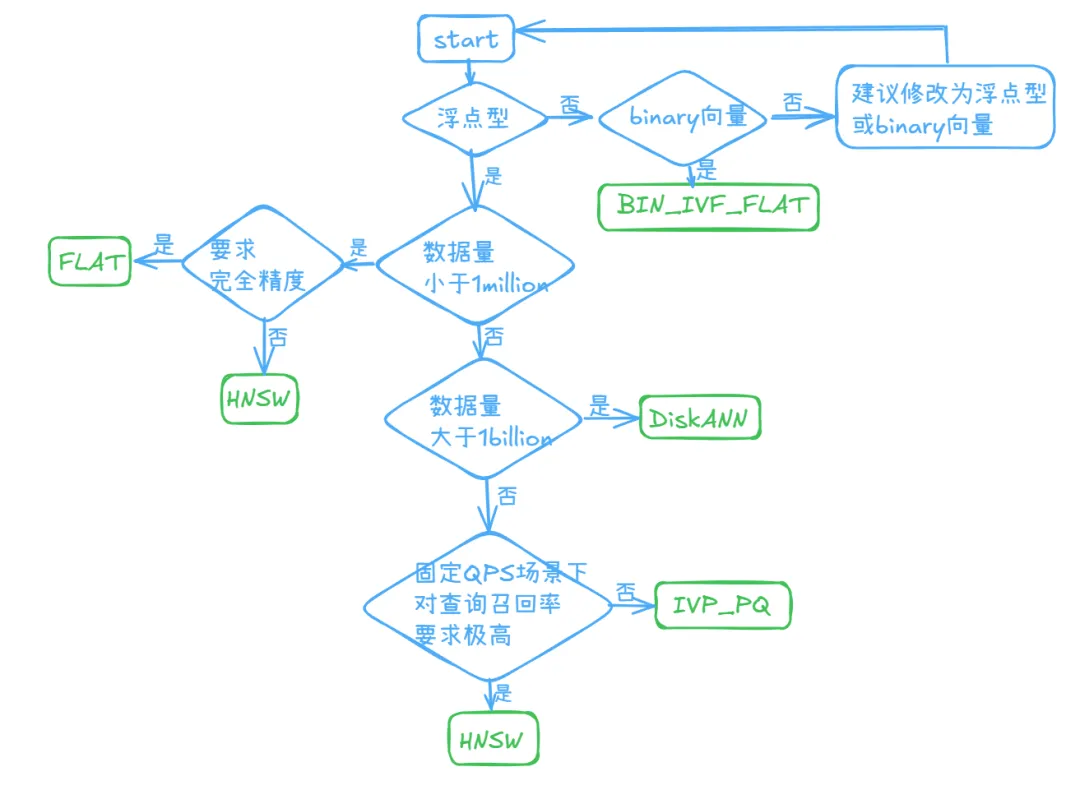 start
浮点型
否
binary向量
否
建议修改为浮点型
或binary向量
是
是
BIN_IVF_FLAT
FLAT
是
要求
完全精度
是
数据量
小于1million
否
HNSW
否
数据量
大于1billion
是
DiskANN
否
固定QPS场景下
对查询召回率
要求极高
否
IVP_PQ
是
HNSW